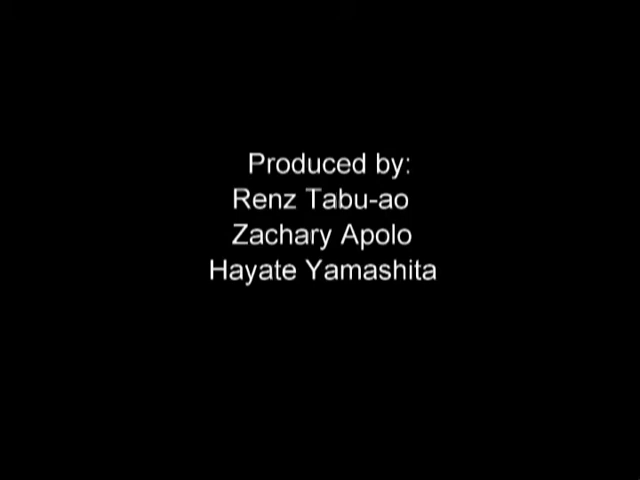 Produced by:
Renz Tabu-ao
Zachary Apolo
Hayate Yamashita